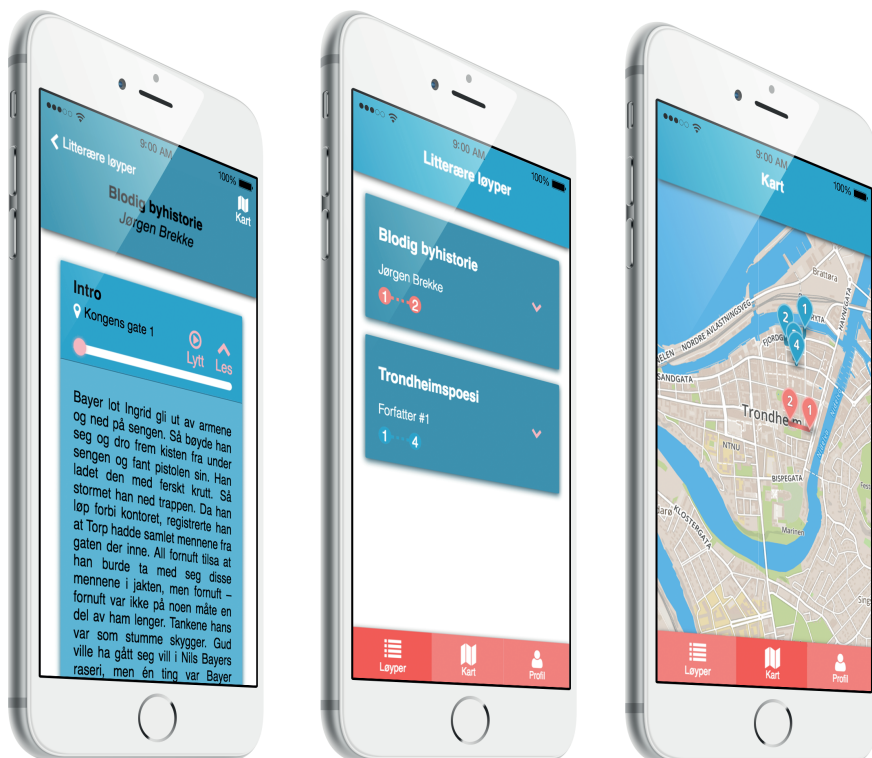 9:00 AM
100%
Litterære løyper
Kart
Blodig byhistorie
Jørgen Brekke
Intro
Kongens gate 1
Lytt
Les
Bayer lot Ingrid gli ut av armene
og ned på sengen. Så bøyde han
seg og dro frem kisten fra under
sengen og fant pistolen sin. Han
ladet den med ferskt krutt. Så
stormet han ned trappen. Da han
løp forbi kontoret, registrerte han
at Torp hadde samlet mennene fra
gaten der inne. All fornuft tilsa at
han burde ta med seg disse
mennene i jakten, men fornuft –
fornuft var ikke på noen måte en
del av ham lenger. Tankene hans
var som stumme skygger. Gud
ville ha gått seg vill i Nils Bayers
raseri, men én ting var Bayer
9:00 AM
100%
Litterære løyper
Blodig byhistorie
Jørgen Brekke
1 2
Trondheimspoesi
Forfatter #1
1 4
Løyper
Kart
Profil
9:00 AM
100%
Kart
Brattøra
HAVNEGATA
NORDRE AVLASTNINGSVEG
1
2
4
SANDGATA
2
1
NTNU
BISPEGATA
KLOSTERGATA
Marinen
Løyper
Kart
Profil